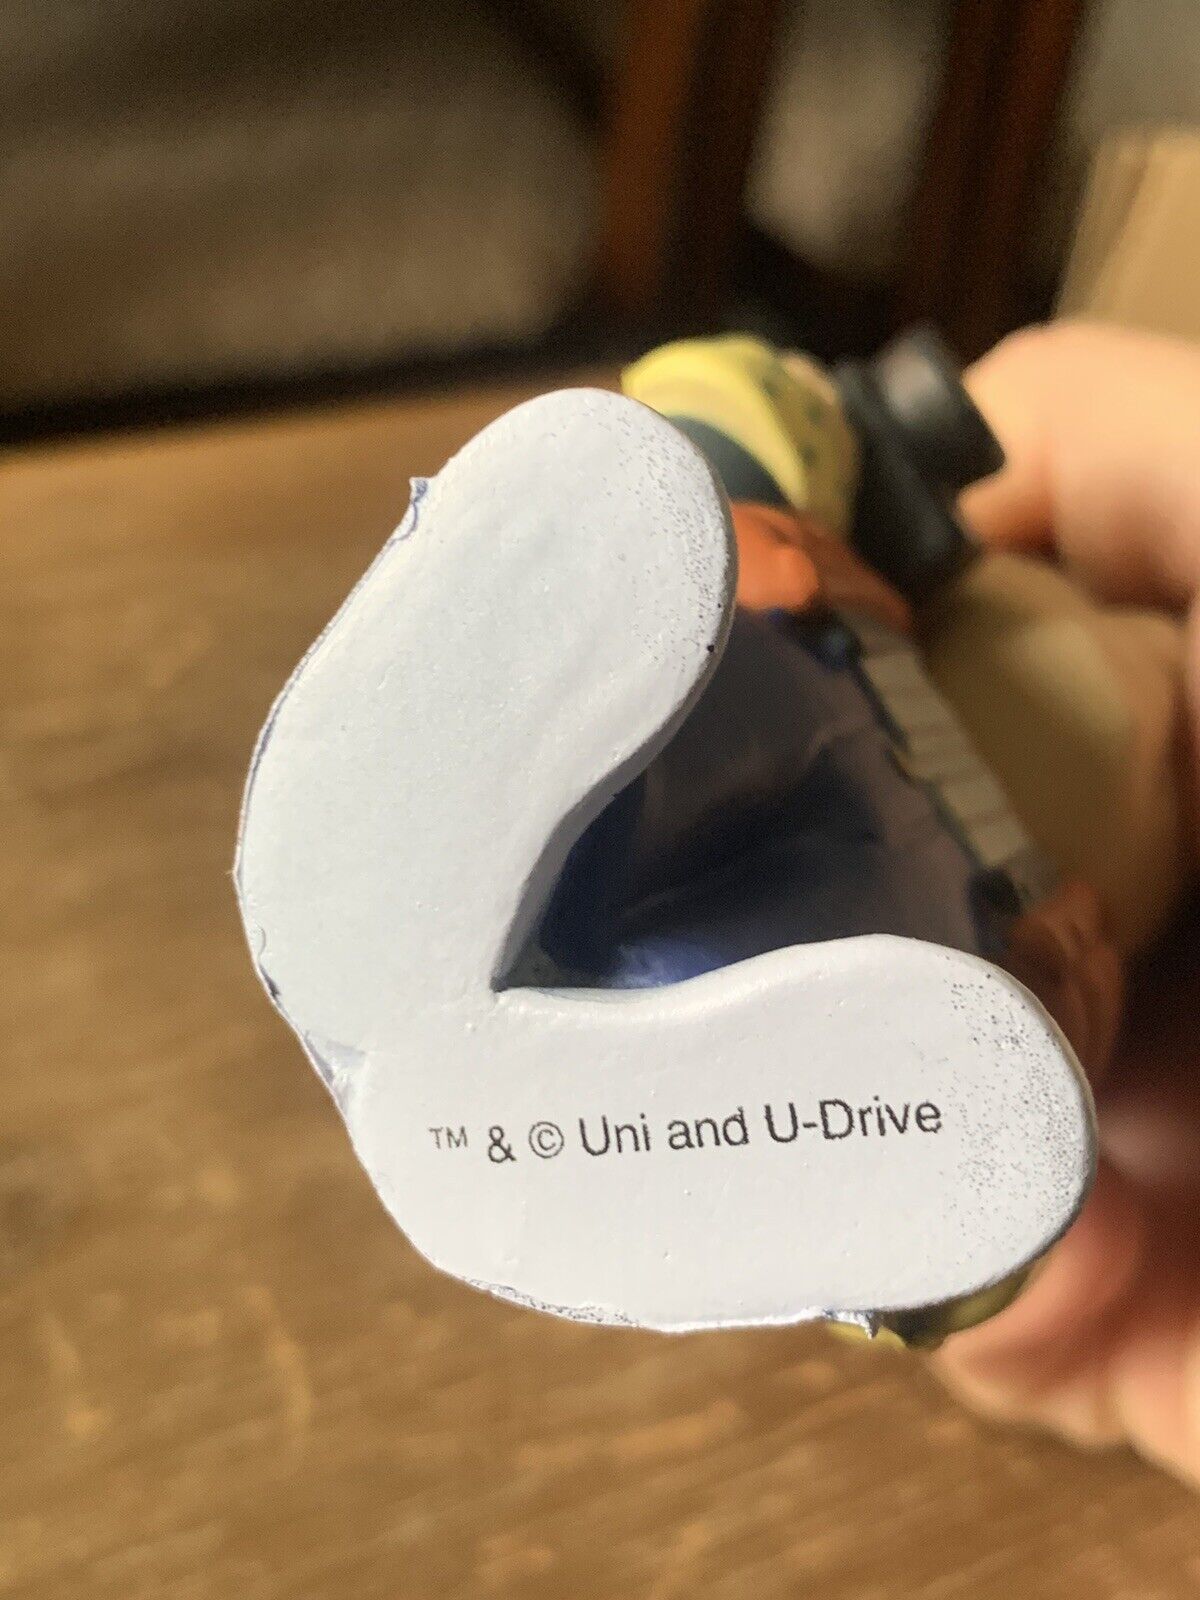 ™ & © Uni and U-Drive